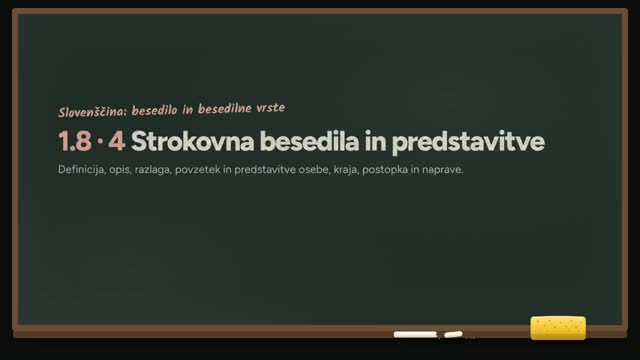 Slovenščina: besedilo in besedilne vrste
1.8 · 4 Strokovna besedila in predstavitve
Definicija, opis, razlaga, povzetek in predstavitve osebe, kraja, postopka in naprave.